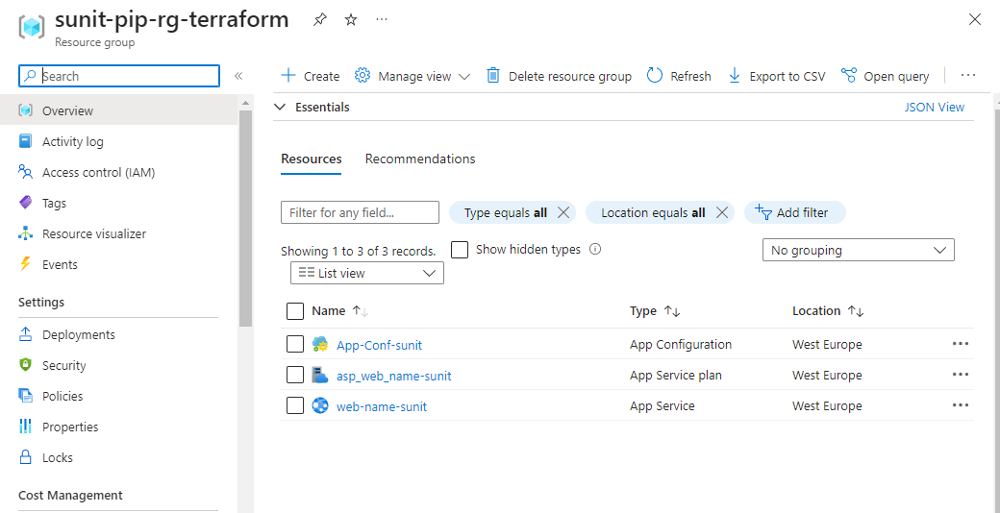 sunit-pip-rg-terraform
Resource group
Search
Create
Manage view
Delete resource group
Refresh
Export to CSV
Open query
Overview
Activity log
Access control (IAM)
Tags
Resource visualizer
Events
Settings
Deployments
Security
Policies
Properties
Locks
Cost Management
Essentials
JSON View
Resources
Recommendations
Filter for any field...
Type equals all
Location equals all
Add filter
Showing 1 to 3 of 3 records.
Show hidden types
No grouping
List view
Name Type Location
App-Conf-sunit App Configuration West Europe
asp_web_name-sunit App Service plan West Europe
web-name-sunit App Service West Europe